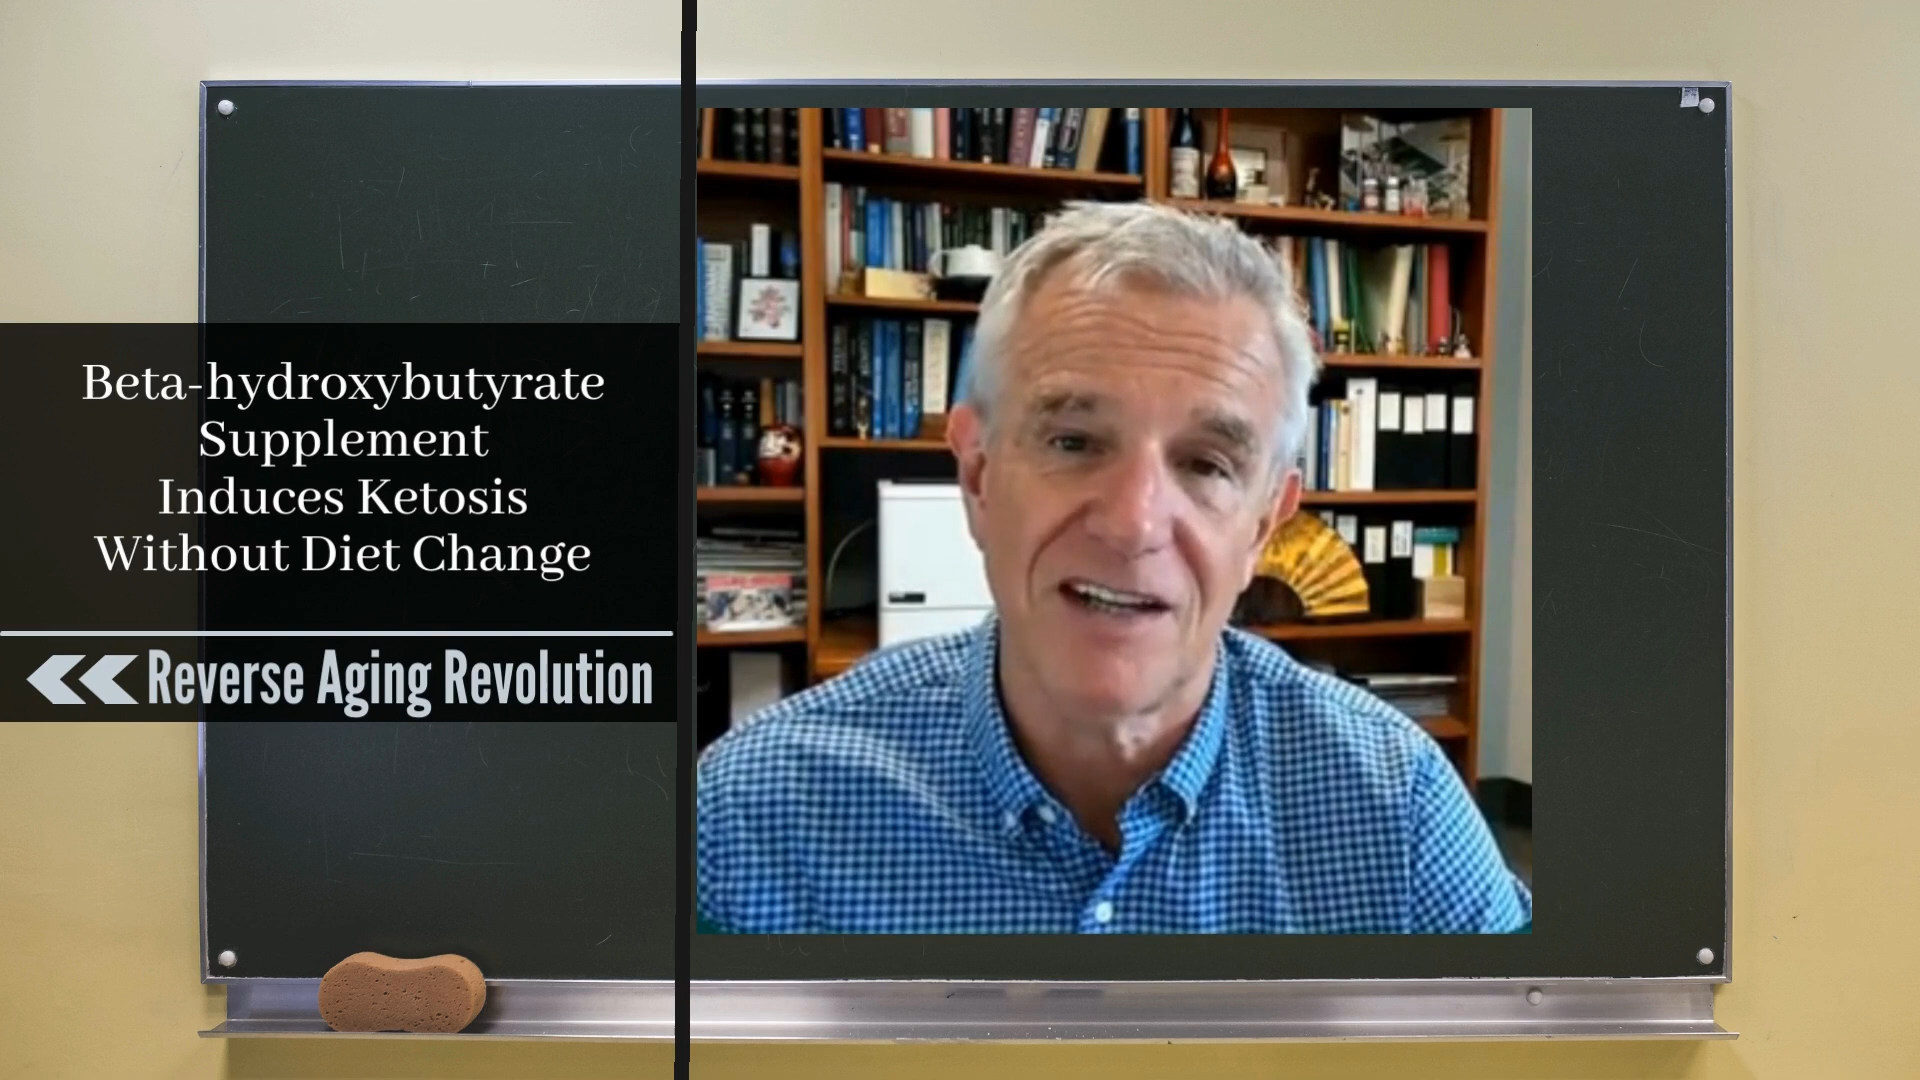 Beta-hydroxybutyrate
Supplement
Induces Ketosis
Without Diet Change
Reverse Aging Revolution